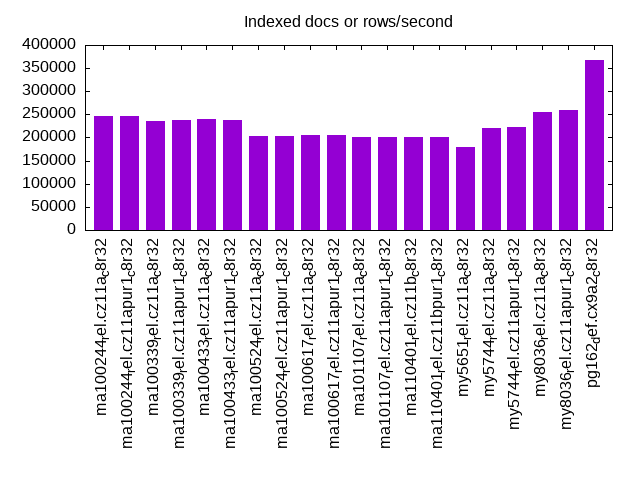 Indexed docs or rows/second
400000
350000
300000
250000
200000
150000
100000
50000
0
ma100244rel.cz11ac8r32
ma100244rel.cz11apur1c8r32
ma100339rel.cz11ac8r32
ma100339rel.cz11apur1c8r32
ma100433rel.cz11ac8r32
ma100433rel.cz11apur1c8r32
ma100524rel.cz11ac8r32
ma100524rel.cz11apur1c8r32
ma100617rel.cz11ac8r32
ma100617rel.cz11apur1c8r32
ma101107rel.cz11ac8r32
ma101107rel.cz11apur1c8r32
ma110401rel.cz11bc8r32
ma110401rel.cz11bpur1c8r32
my5651rel.cz11ac8r32
my5744rel.cz11ac8r32
my5744rel.cz11apur1c8r32
my8036rel.cz11ac8r32
my8036rel.cz11apur1c8r32
pg162def.cx9a2c8r32